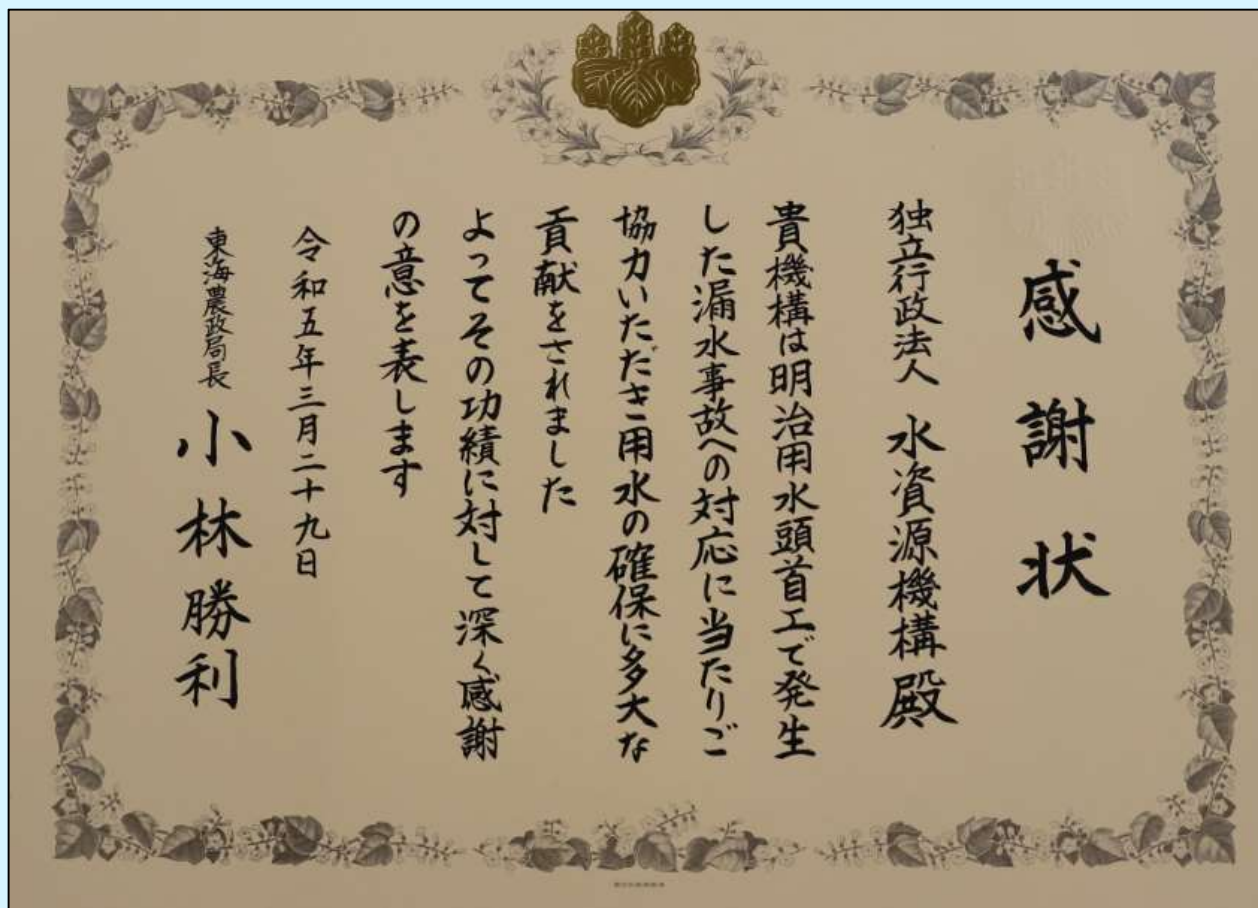 感謝状
独立行政法人 水資源機構殿
貴機構は明治用水頭首工で発生
した漏水事故への対応に当たりご
協力いただき用水の確保に多大な
貢献をされました
よってその功績に対して深く感謝
の意を表します
令和五年三月二十九日
東海農政局長 小林勝利